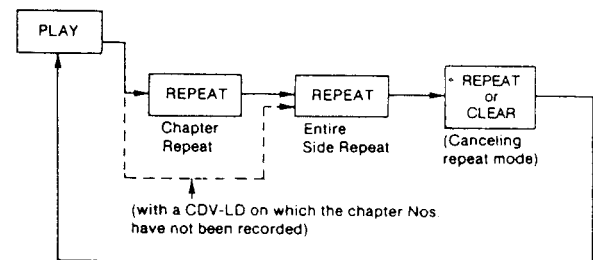 PLAY
REPEAT
Chapter
Repeat
REPEAT
Entire
Side Repeat
REPEAT
or
CLEAR
(Canceling
repeat mode)
(with a CDV-LD on which the chapter Nos.
have not been recorded)